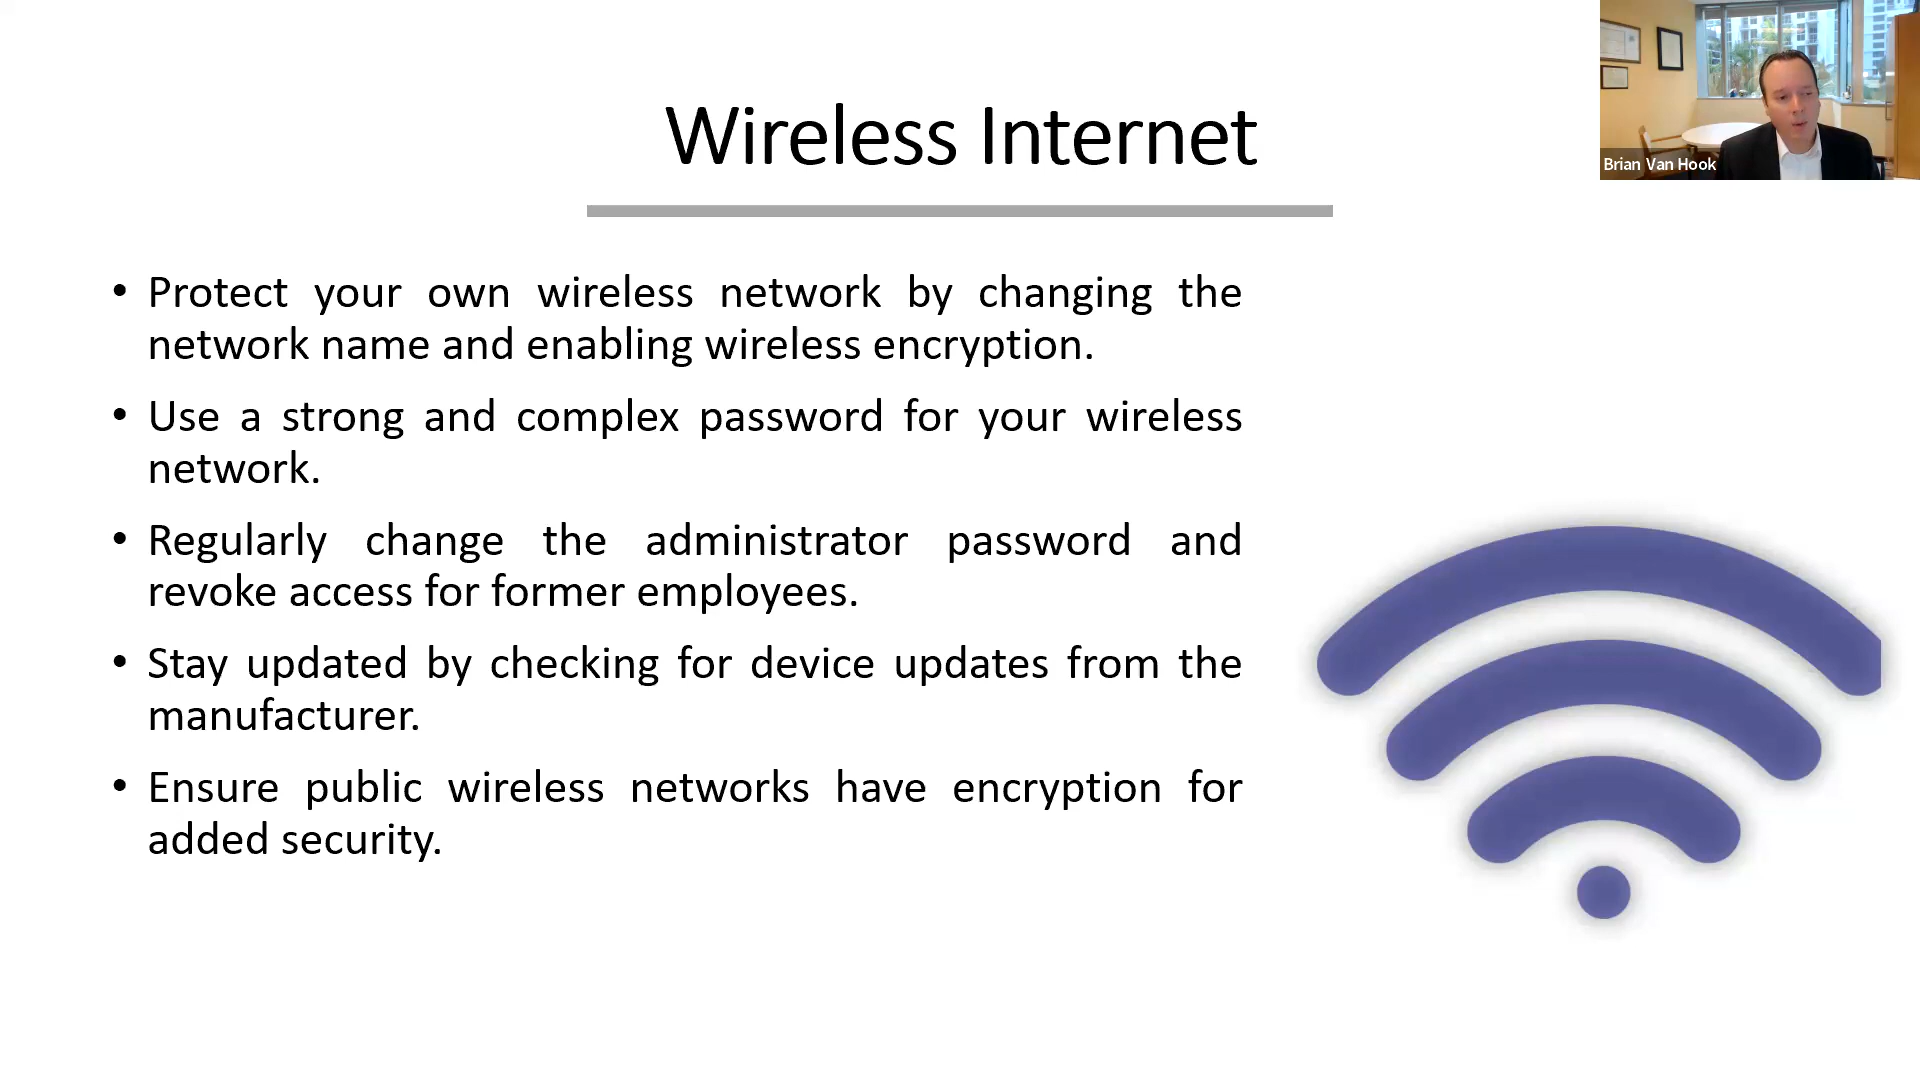 Wireless Internet
Brian Van Hook
• Protect your own wireless network by changing the
network name and enabling wireless encryption.
• Use a strong and complex password for your wireless
network.
• Regularly change the administrator password and
revoke access for former employees.
• Stay updated by checking for device updates from the
manufacturer.
• Ensure public wireless networks have encryption for
added security.